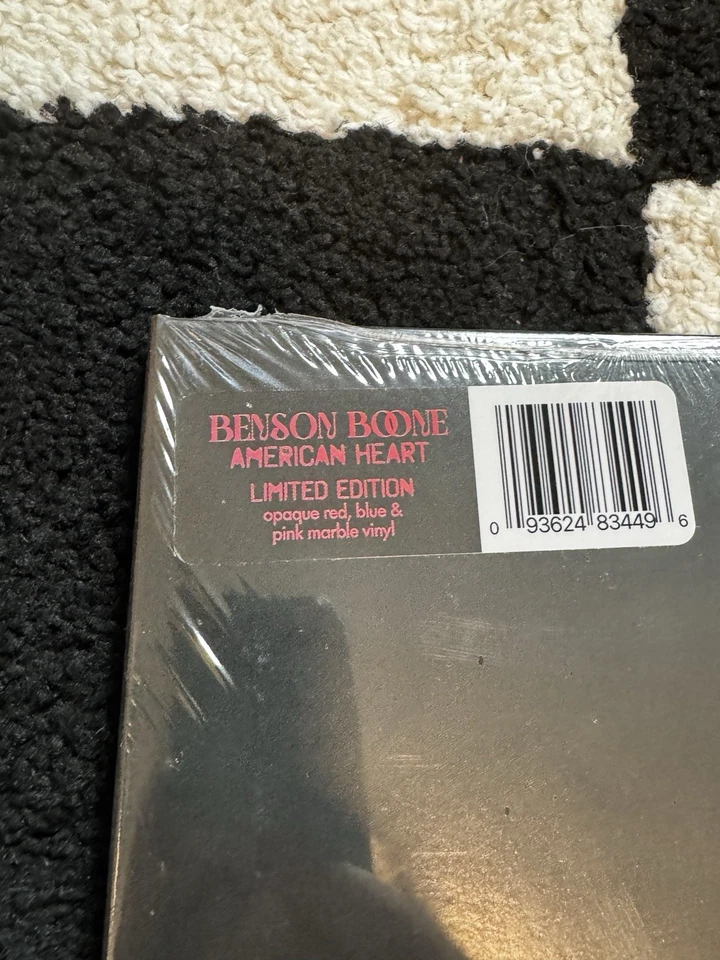 BENSON BOONE
AMERICAN HEART
LIMITED EDITION
opaque red, blue &
pink marble vinyl
0 93624 83449 6